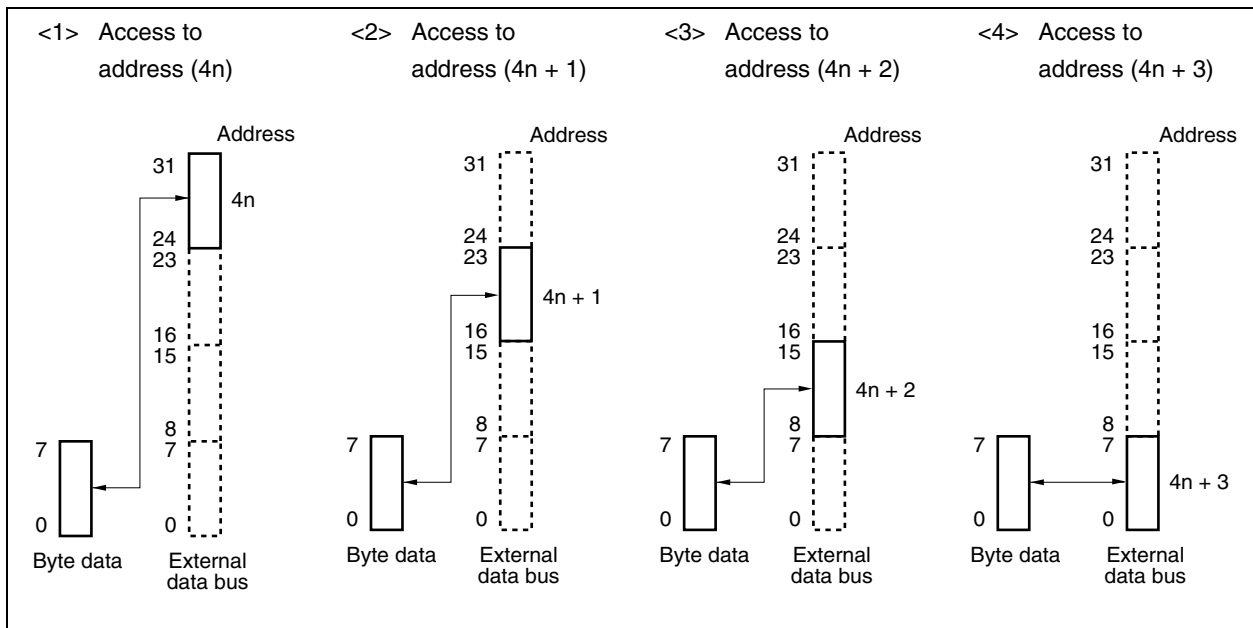 <1> Access to
address (4n)
Address
31
4n
24
23
16
15
8
7
7
0
0
Byte data
External
data bus
<2> Access to
address (4n + 1)
Address
31
24
23
4n + 1
16
15
8
7
7
0
0
Byte data
External
data bus
<3> Access to
address (4n + 2)
Address
31
24
23
16
15
4n + 2
8
7
7
0
0
Byte data
External
data bus
<4> Access to
address (4n + 3)
Address
31
24
23
16
15
8
7
7
4n + 3
0
0
Byte data
External
data bus